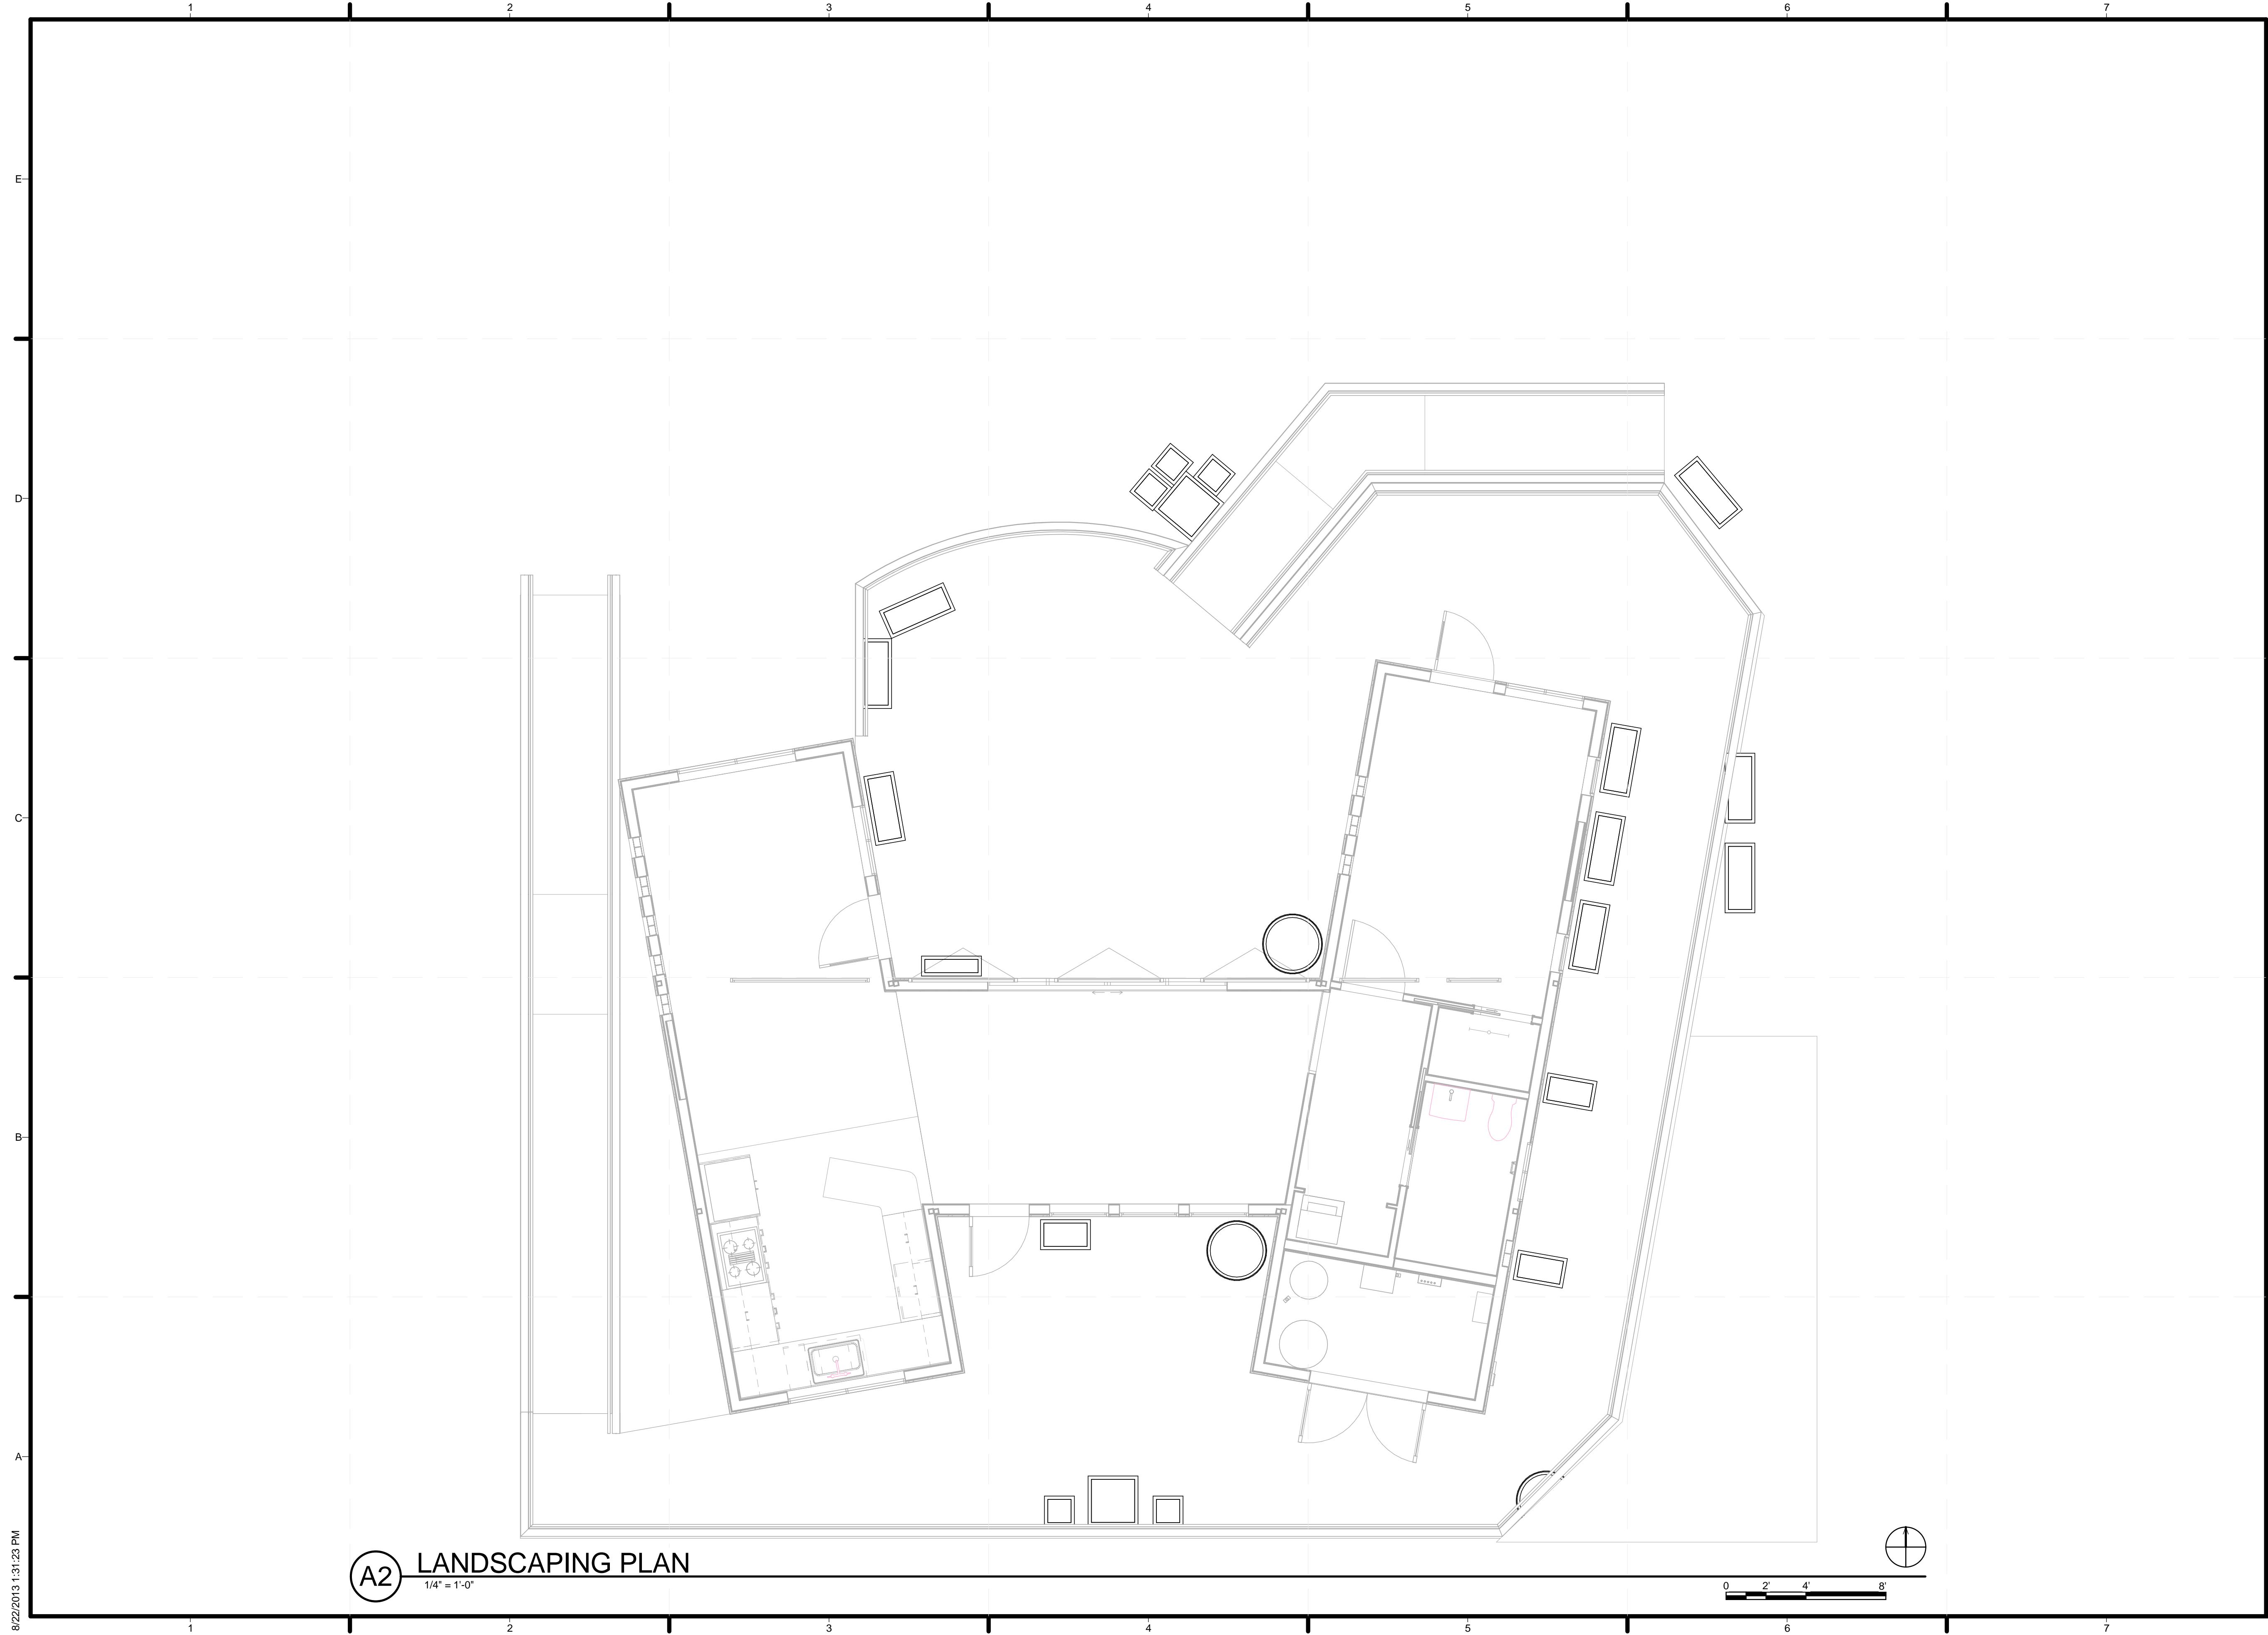 1 2 3 4 5 6 7
E
D
C
B
A
8/22/2013 1:31:23 PM
A2
LANDSCAPING PLAN
1/4" = 1'-0"
0 2' 4' 8'
1 2 3 4 5 6 7